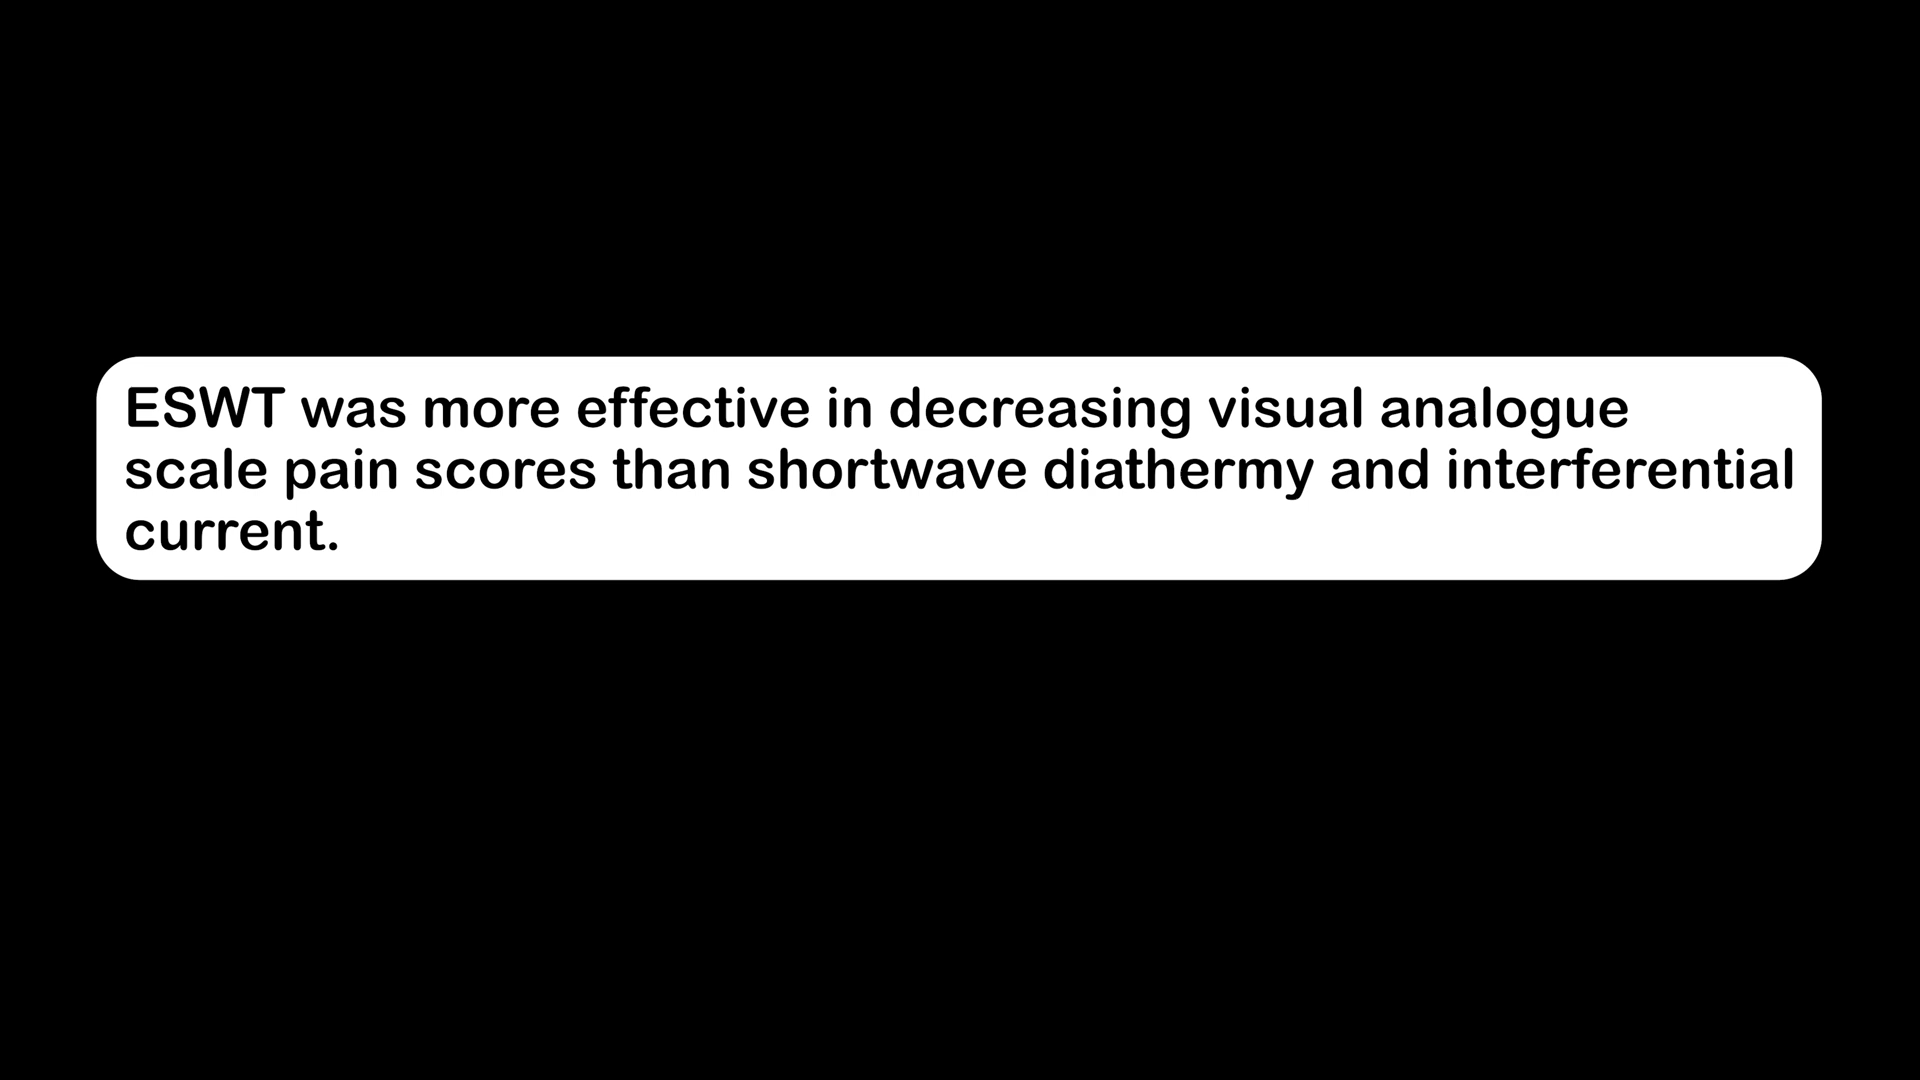 ESWT was more effective in decreasing visual analogue
scale pain scores than shortwave diathermy and interferential
current.